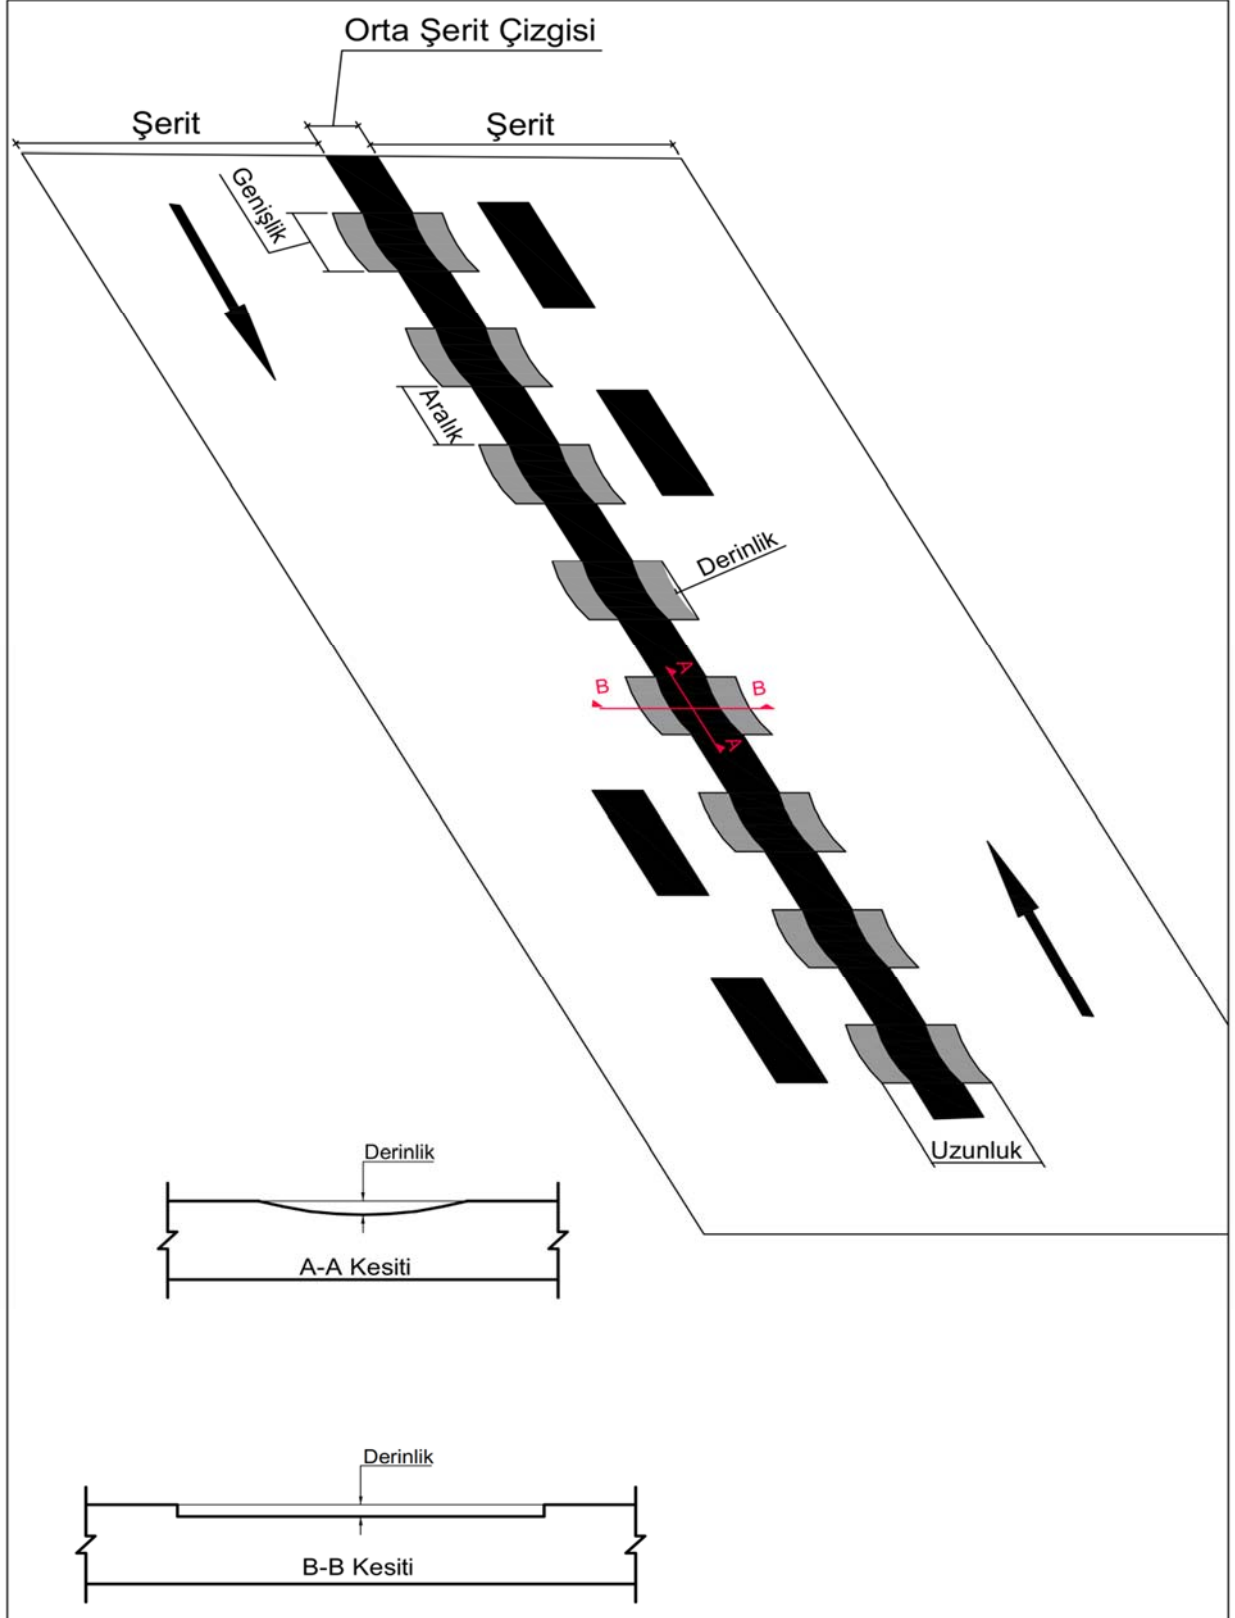 Orta Şerit Çizgisi
Şerit
Şerit
Genişlik
Aralık
Derinlik
A
B
B
A
Uzunluk
Derinlik
A-A Kesiti
Derinlik
B-B Kesiti